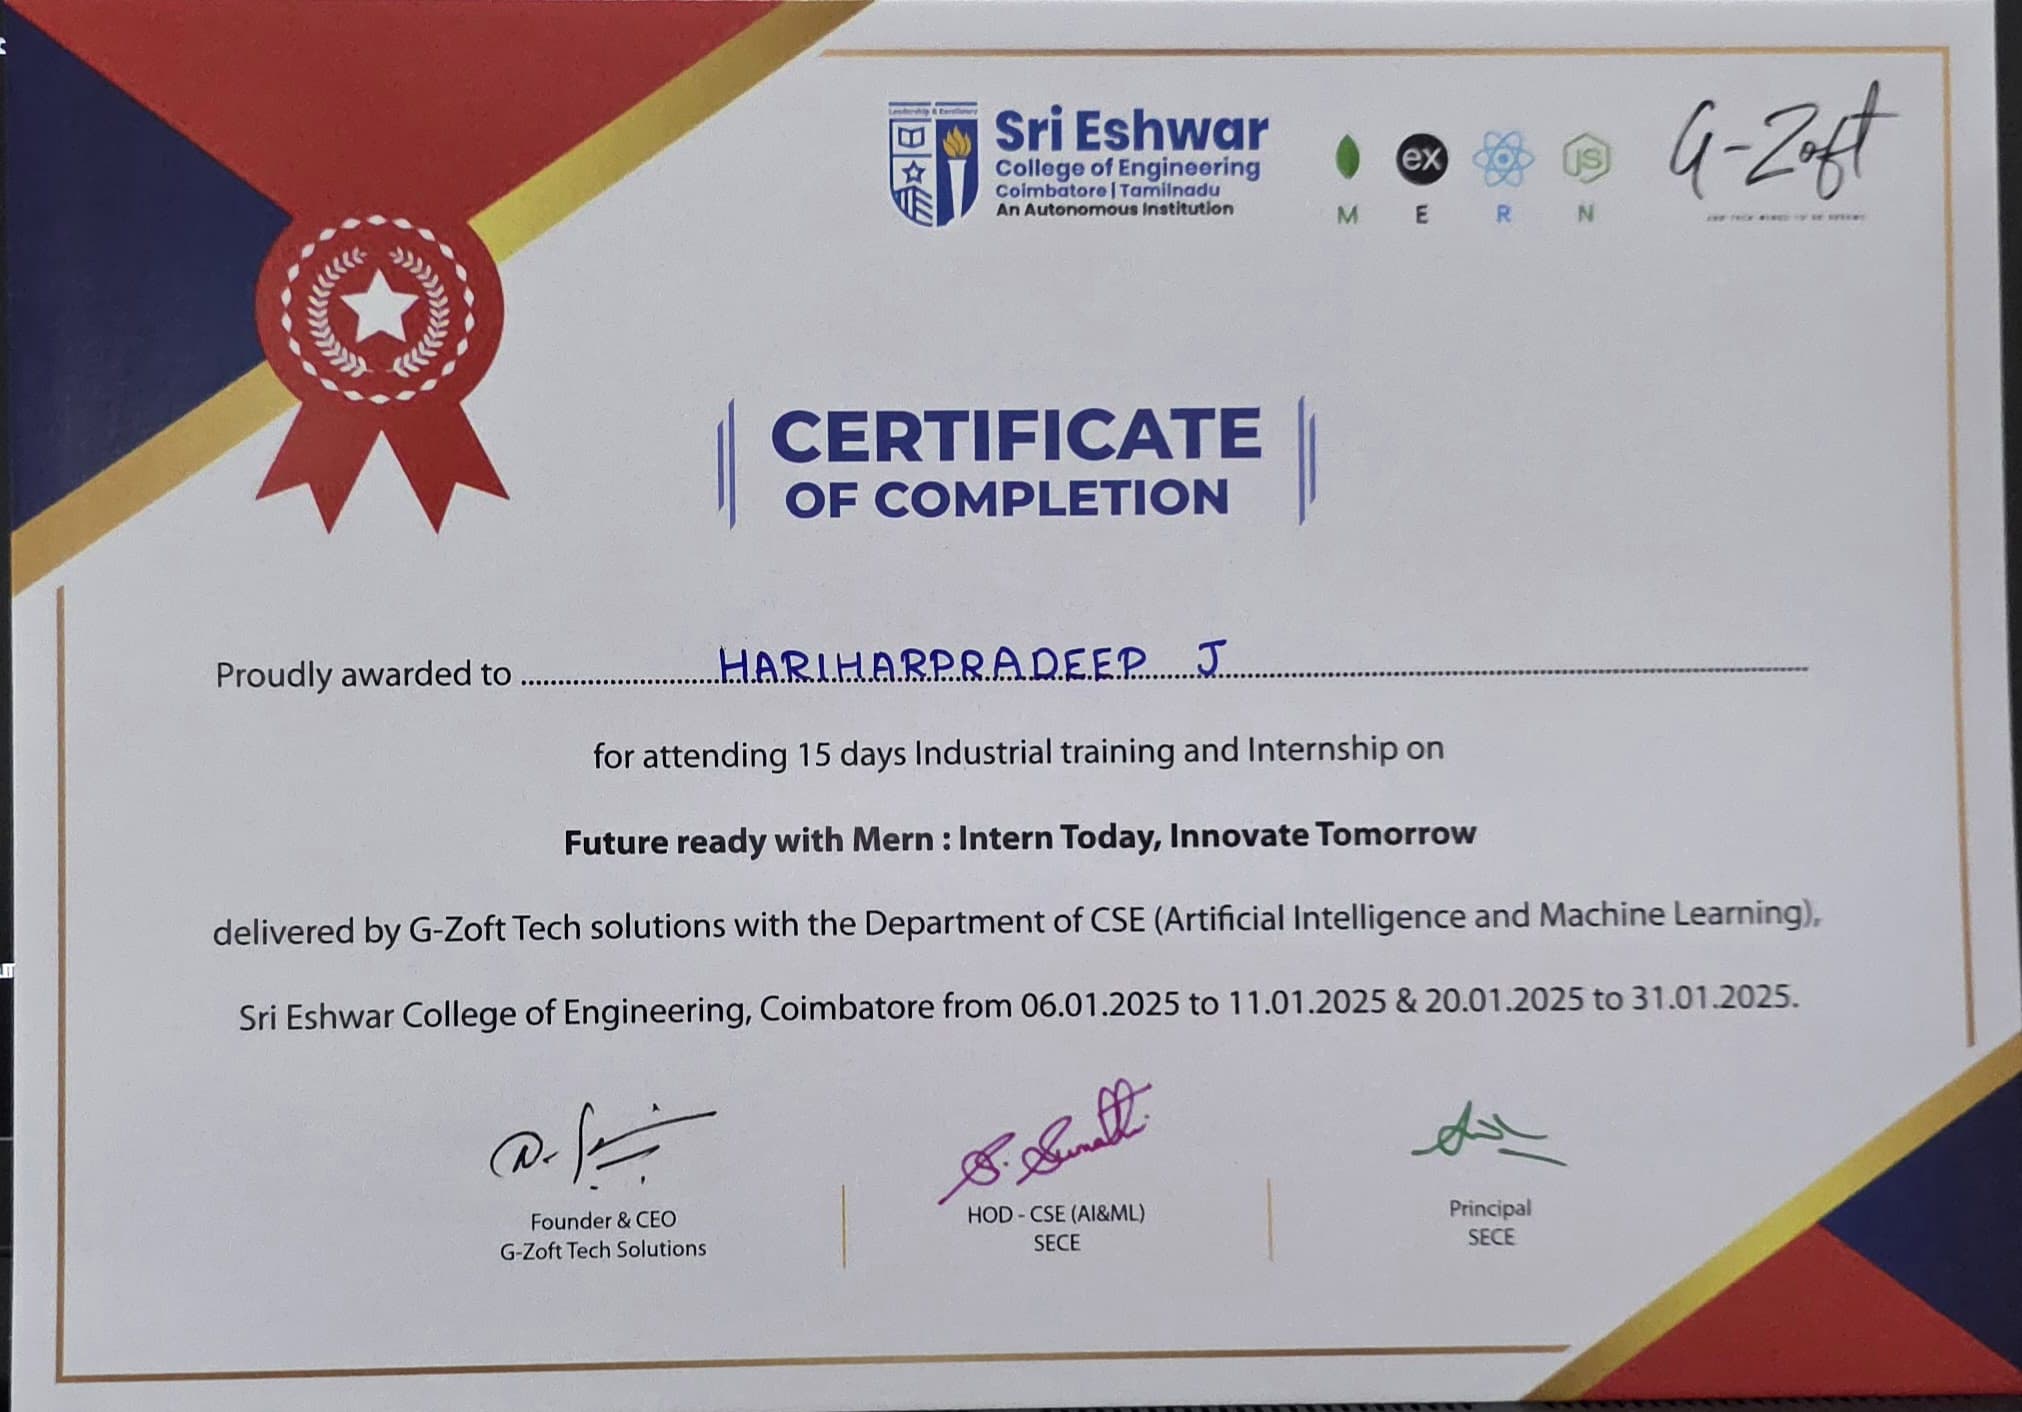 Leadership & Excellency
Sri Eshwar
College of Engineering
Coimbatore | Tamilnadu
An Autonomous Institution
ex
JS
M E R N
G-Zoft
CERTIFICATE
OF COMPLETION
Proudly awarded to HARIHARPRADEEP J
for attending 15 days Industrial training and Internship on
Future ready with Mern : Intern Today, Innovate Tomorrow
delivered by G-Zoft Tech solutions with the Department of CSE (Artificial Intelligence and Machine Learning),
Sri Eshwar College of Engineering, Coimbatore from 06.01.2025 to 11.01.2025 & 20.01.2025 to 31.01.2025.
Founder & CEO
G-Zoft Tech Solutions
HOD - CSE (AI&ML)
SECE
Principal
SECE